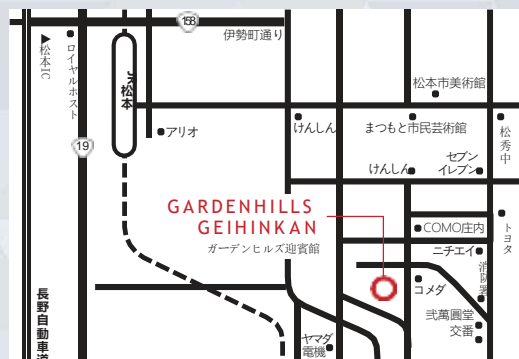 158
伊勢町通り
▶松本IC
ロイヤルホスト
JR松本
松本市美術館
アリオ
けんしん
まつもと市民芸術館
松秀中
19
けんしん
セブン
イレブン
GARDENHILLS
GEIHINKAN
ガーデンヒルズ迎賓館
COMO庄内
トヨタ
ニチエイ
消防署
コメダ
長野自動車道
弐萬圓堂
交番
ヤマダ
電機